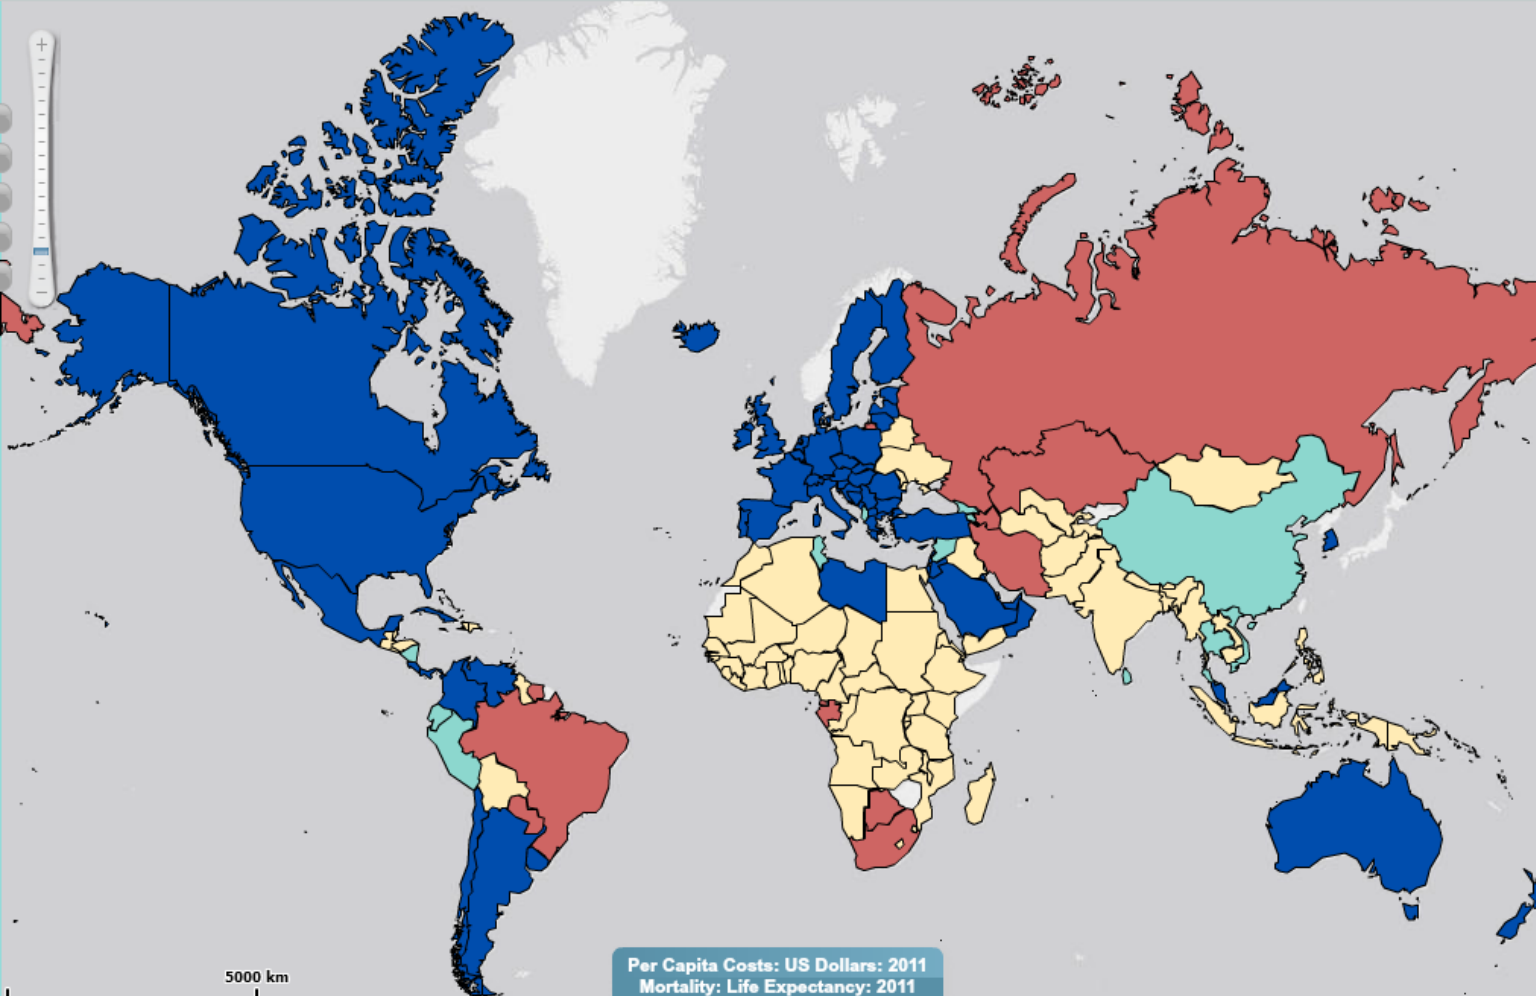 5000 km
Per Capita Costs: US Dollars: 2011
Mortality: Life Expectancy: 2011